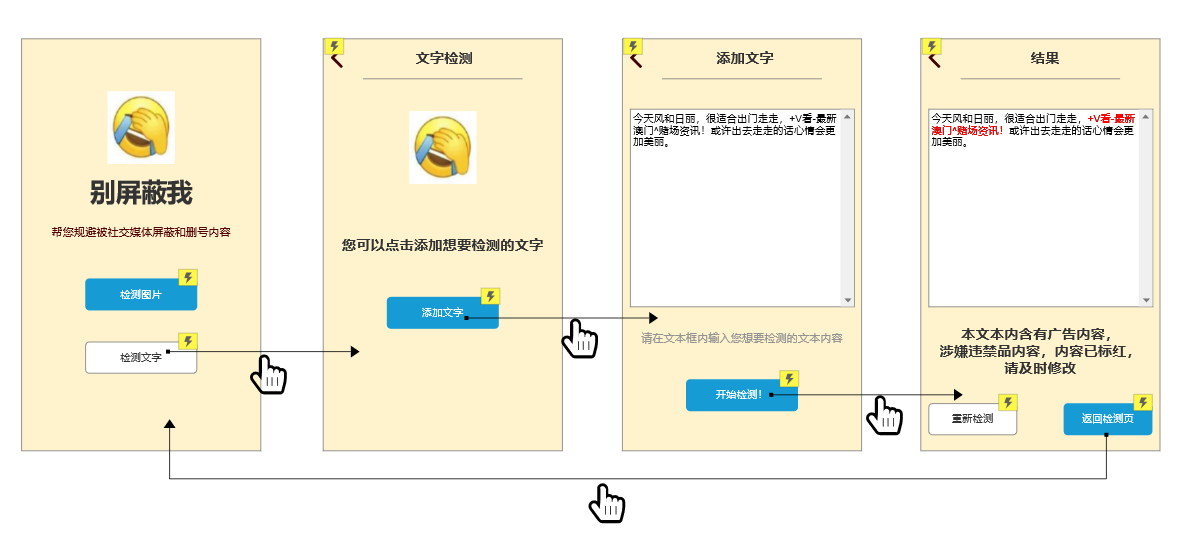 别屏蔽我
帮您规避被社交媒体屏蔽和删号内容
检测图片
检测文字
文字检测
您可以点击添加想要检测的文字
添加文字
添加文字
今天风和日丽，很适合出门走走，+V看-最新
澳门^赌场资讯！或许出去走走的话心情会更
加美丽。
请在文本框内输入您想要检测的文本内容
开始检测！
结果
今天风和日丽，很适合出门走走，+V看-最新
澳门^赌场资讯！或许出去走走的话心情会更
加美丽。
本文本内含有广告内容，
涉嫌违禁品内容，内容已标红，
请及时修改
重新检测
返回检测页